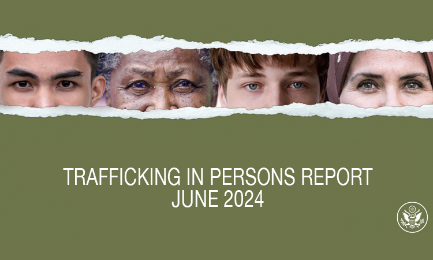 TRAFFICKING IN PERSONS REPORT
JUNE 2024